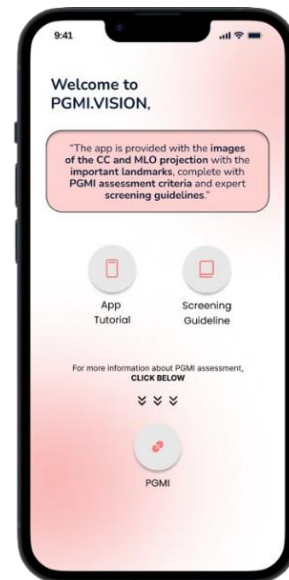 9:41
Welcome to
PGMI.VISION,
“The app is provided with the images
of the CC and MLO projection with the
important landmarks, complete with
PGMI assessment criteria and expert
screening guidelines.”
App
Tutorial
Screening
Guideline
For more information about PGMI assessment,
CLICK BELOW
PGMI